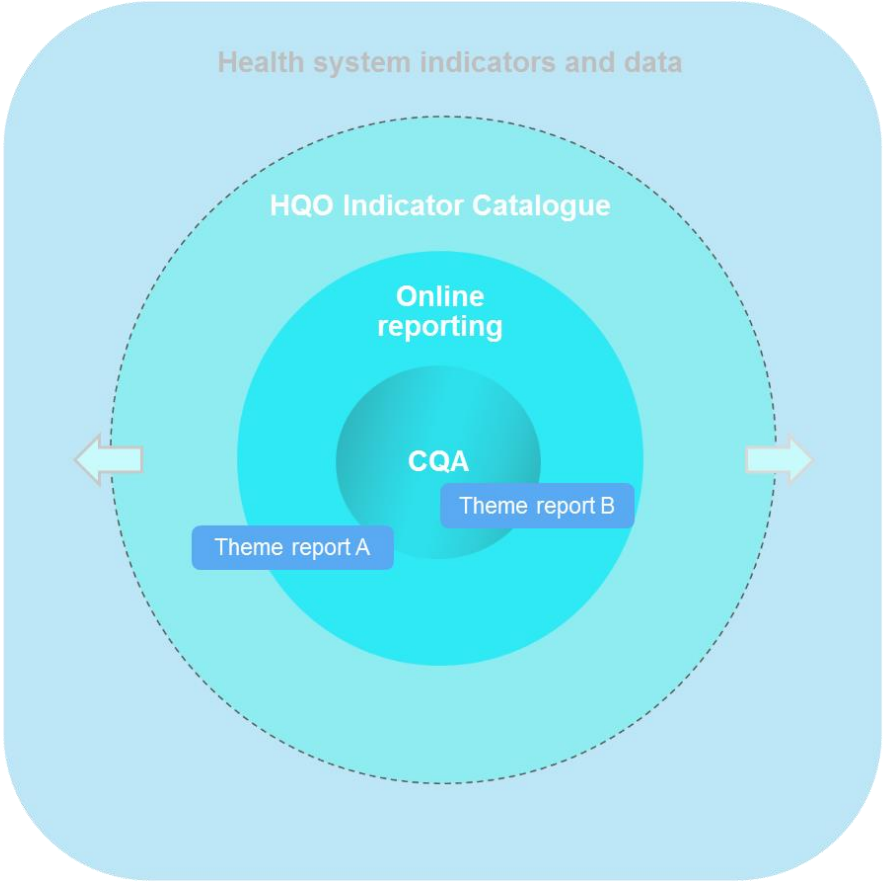 Health system indicators and data
HQO Indicator Catalogue
Online
reporting
CQA
Theme report B
Theme report A